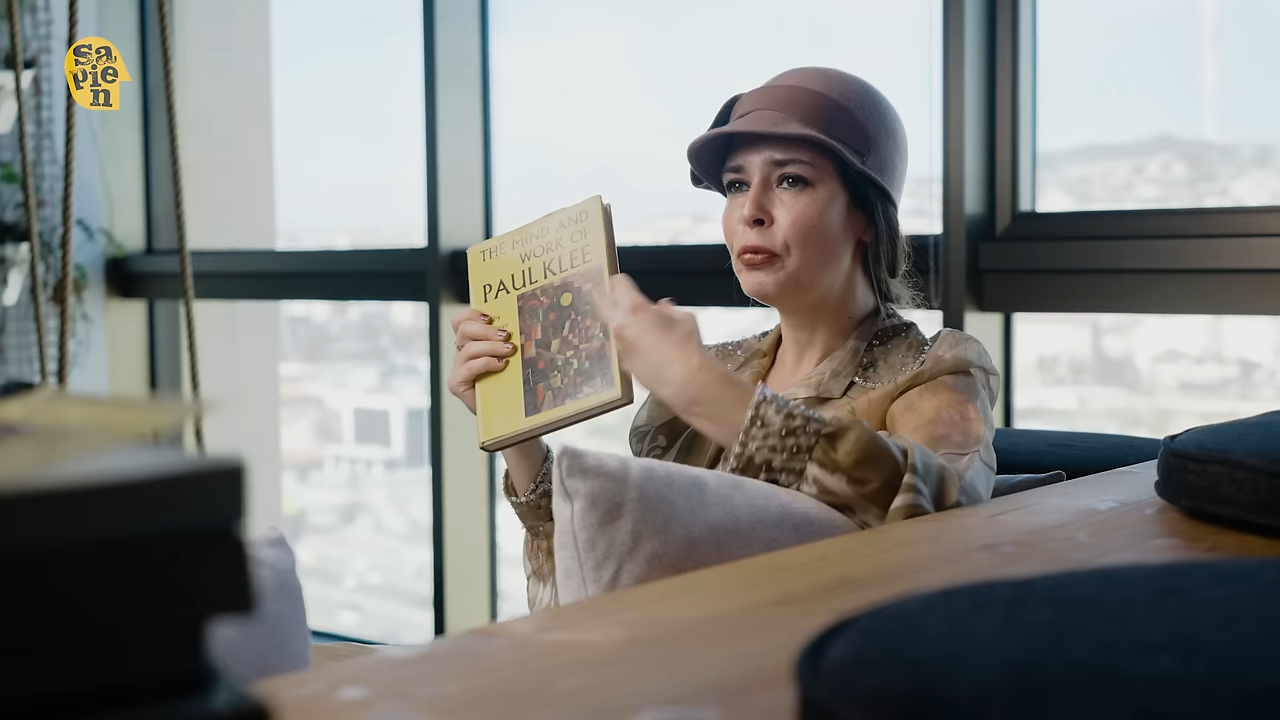 sa
pie
n
THE MIND AND
WORK OF
PAUL KLEE